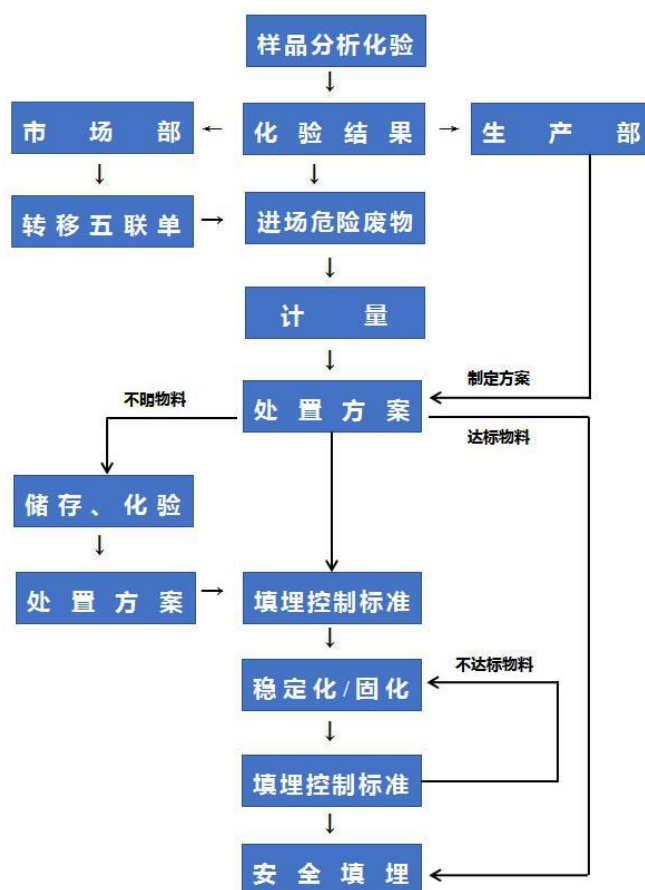 样品分析化验
市场部
化验结果
生产部
转移五联单
进场危险废物
计量
制定方案
不明物料
处置方案
达标物料
储存、化验
处置方案
填埋控制标准
不达标物料
稳定化/固化
填埋控制标准
安全填埋